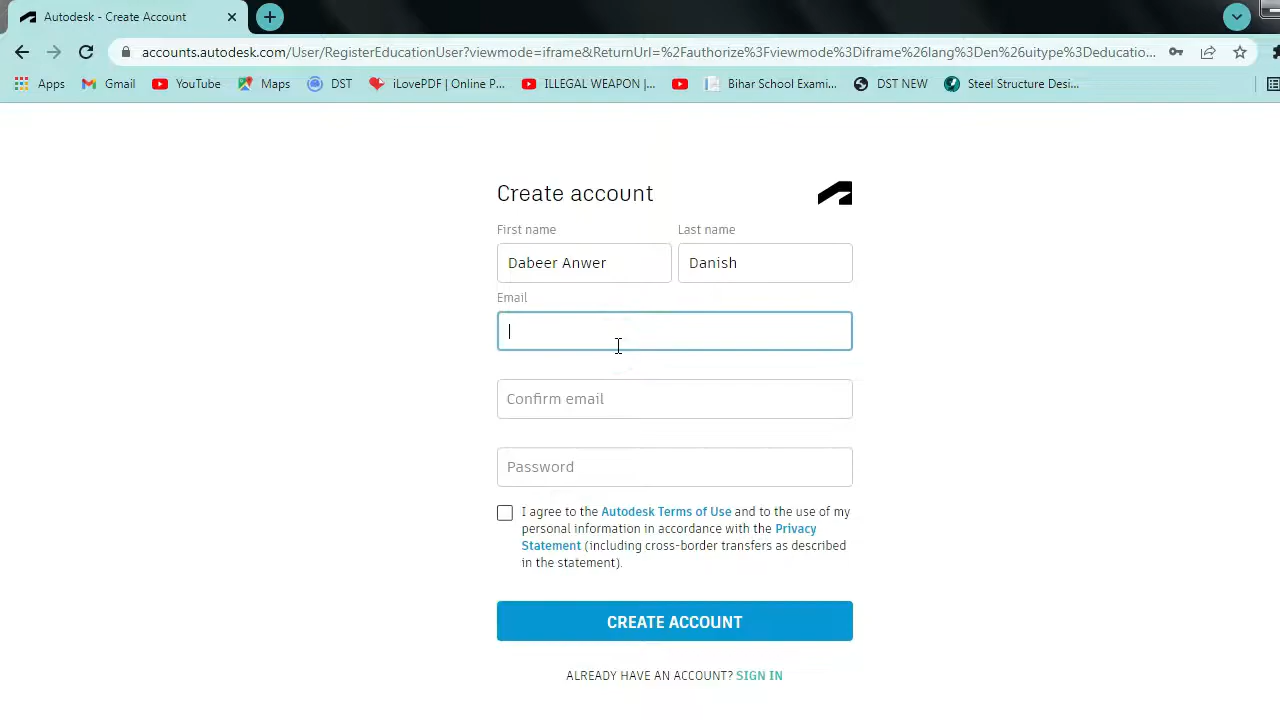 Autodesk - Create Account
accounts.autodesk.com/User/RegisterEducationUser?viewmode=iframe&ReturnUrl=%2Fauthorize%3Fviewmode%3Diframe%26lang%3Den%26uitype%3Deducatio...
Apps Gmail YouTube Maps DST iLovePDF | Online P... ILLEGAL WEAPON |... Bihar School Exami... DST NEW Steel Structure Desi...
Create account
First name Last name
Dabeer Anwer Danish
Email
Confirm email
Password
I agree to the Autodesk Terms of Use and to the use of my
personal information in accordance with the Privacy
Statement (including cross-border transfers as described
in the statement).
CREATE ACCOUNT
ALREADY HAVE AN ACCOUNT? SIGN IN